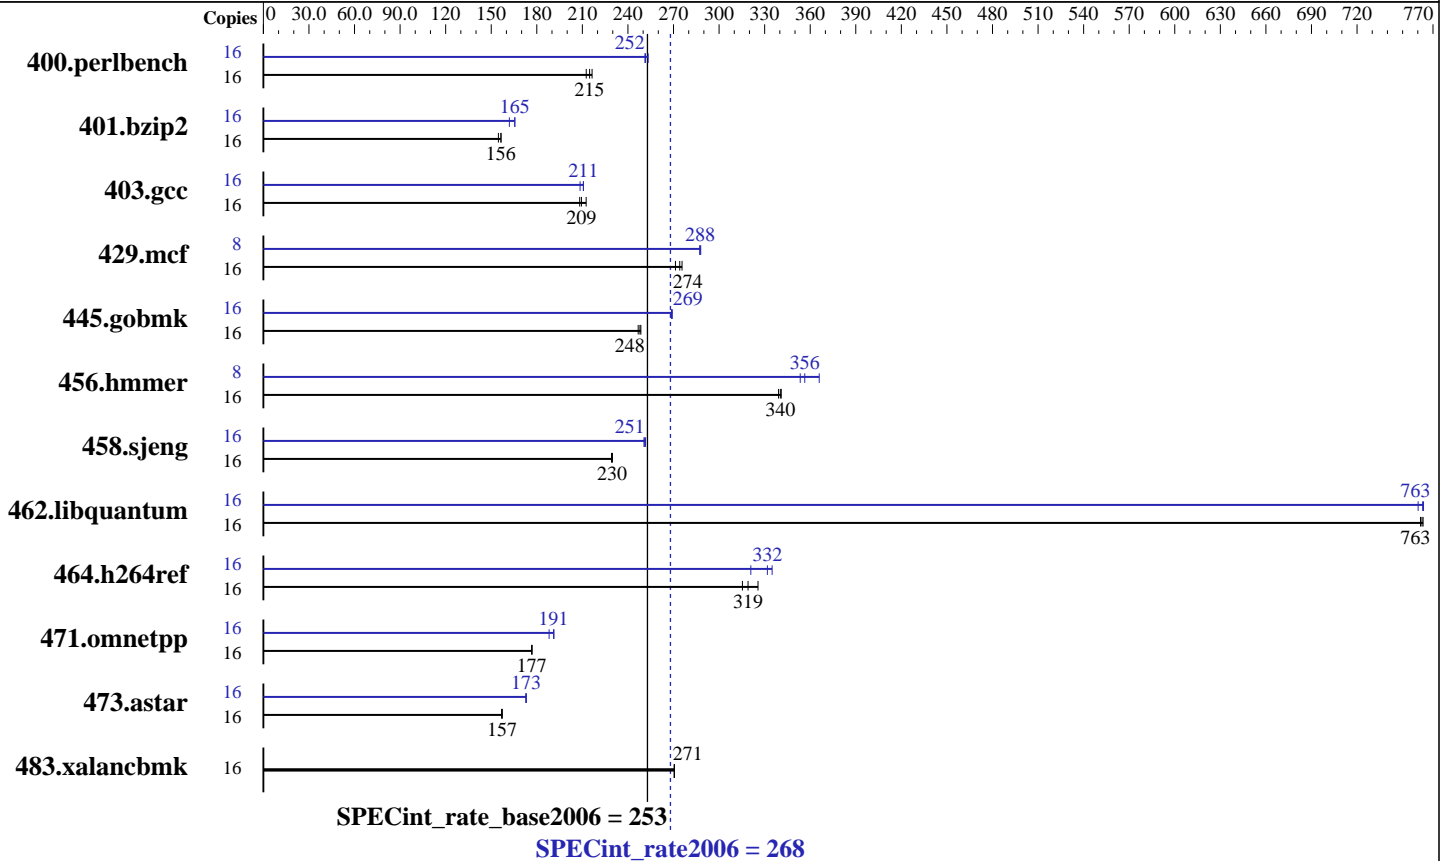 Copies 0 30.0 60.0 90.0 120 150 180 210 240 270 300 330 360 390 420 450 480 510 540 570 600 630 660 690 720 770
400.perlbench 16 252
16 215
401.bzip2 16 165
16 156
403.gcc 16 211
16 209
429.mcf 8 288
16 274
445.gobmk 16 269
16 248
456.hmmer 8 356
16 340
458.sjeng 16 251
16 230
462.libquantum 16 763
16 763
464.h264ref 16 332
16 319
471.omnetpp 16 191
16 177
473.astar 16 173
16 157
483.xalancbmk 16 271
SPECint_rate_base2006 = 253
SPECint_rate2006 = 268